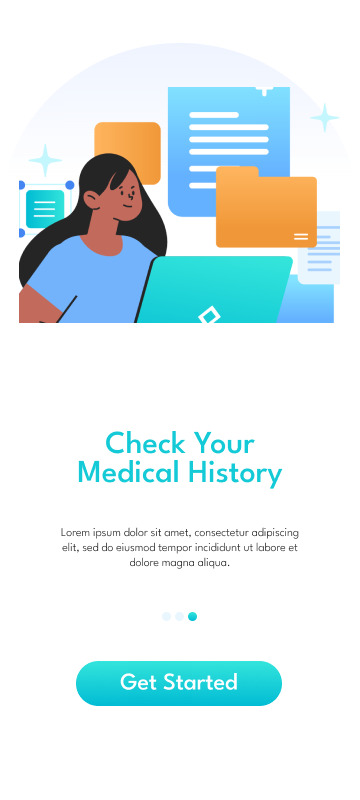 Check Your
Medical History
Lorem ipsum dolor sit amet, consectetur adipiscing
elit, sed do eiusmod tempor incididunt ut labore et
dolore magna aliqua.
Get Started